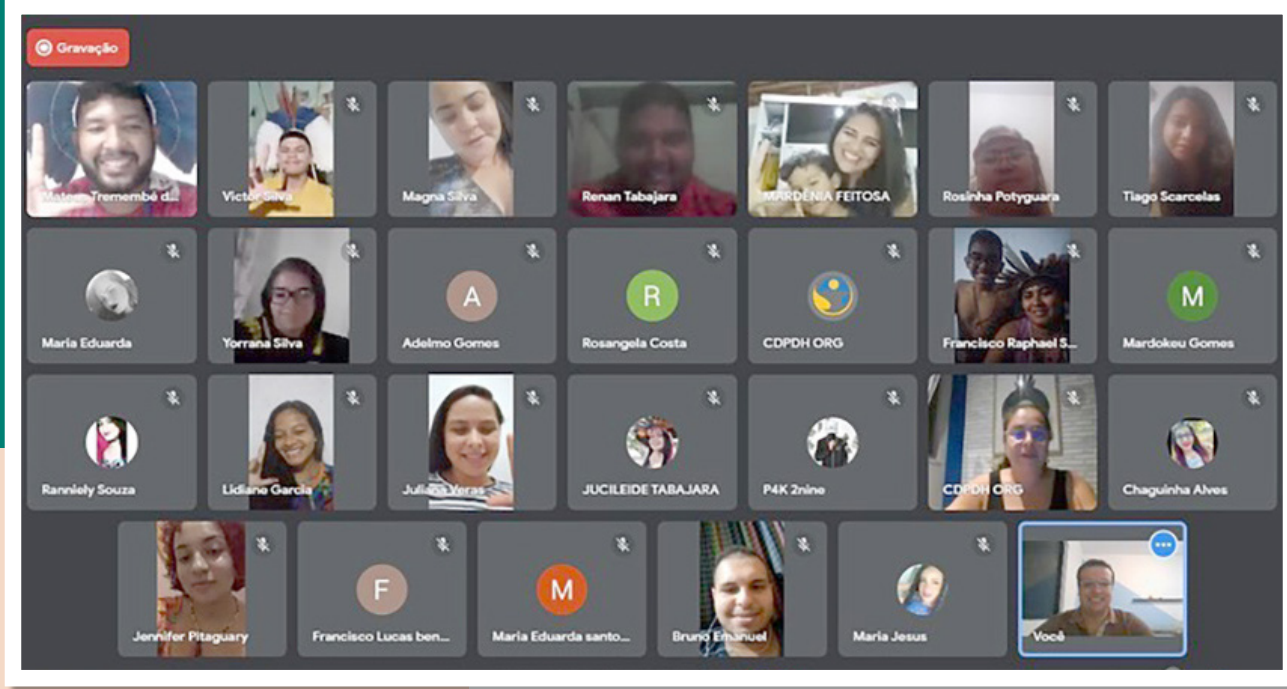 Gravação
Mateus Tremembé d...
Victor Silva
Magna Silva
Renan Tabajara
MARDÊNIA FEITOSA
Rosinha Potyguara
Tiago Scarcelas
Maria Eduarda
Yorrana Silva
A
Adelmo Gomes
R
Rosangela Costa
CDPDH ORG
Francisco Raphael S...
M
Mardokeu Gomes
Ranniely Souza
Lidiane Garcia
Juliana Veras
JUCILEIDE TABAJARA
P4K 2nine
CDPDH ORG
Chaguinha Alves
Jennifer Pitaguary
F
Francisco Lucas ben...
M
Maria Eduarda santo...
Bruno Emanuel
Maria Jesus
Você